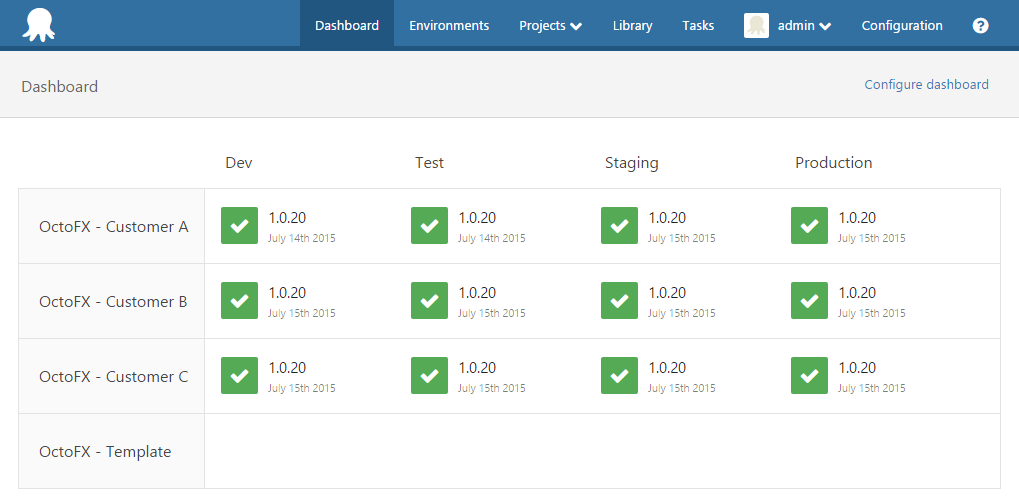 Dashboard Environments Projects Library Tasks admin Configuration ?
Dashboard Configure dashboard
Dev Test Staging Production
OctoFX - Customer A 1.0.20 1.0.20 1.0.20 1.0.20
July 14th 2015 July 14th 2015 July 15th 2015 July 15th 2015
OctoFX - Customer B 1.0.20 1.0.20 1.0.20 1.0.20
July 15th 2015 July 15th 2015 July 15th 2015 July 15th 2015
OctoFX - Customer C 1.0.20 1.0.20 1.0.20 1.0.20
July 15th 2015 July 15th 2015 July 15th 2015 July 15th 2015
OctoFX - Template